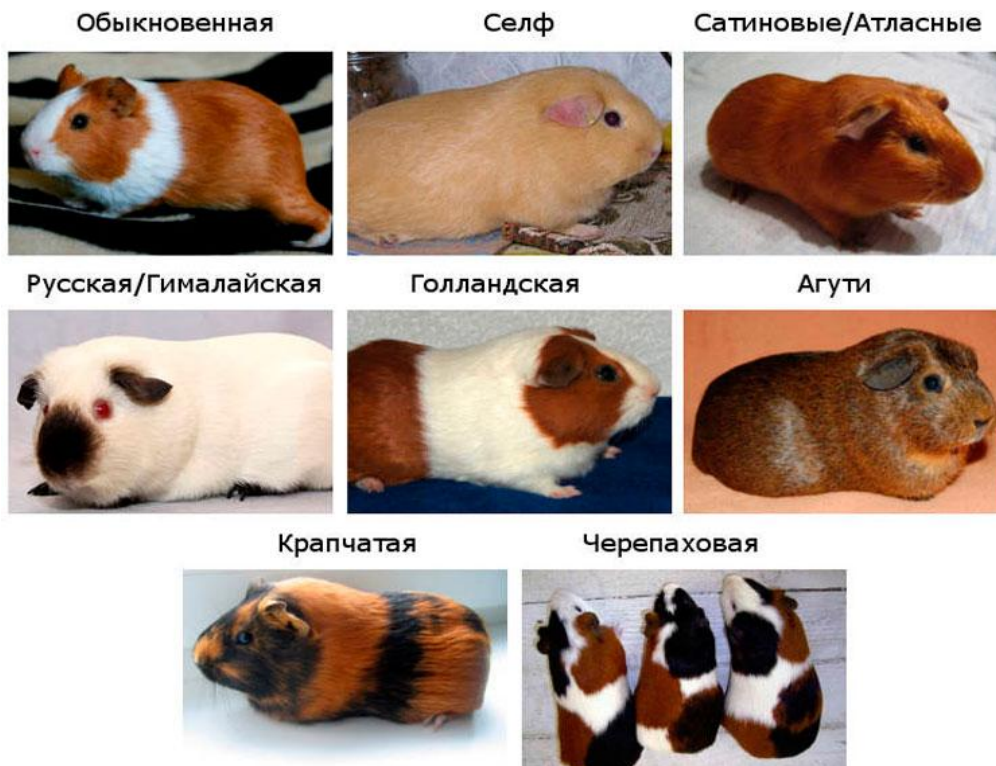 Обыкновенная
Селф
Сатиновые/Атласные
Русская/Гималайская
Голландская
Агути
Крапчатая
Черепаховая